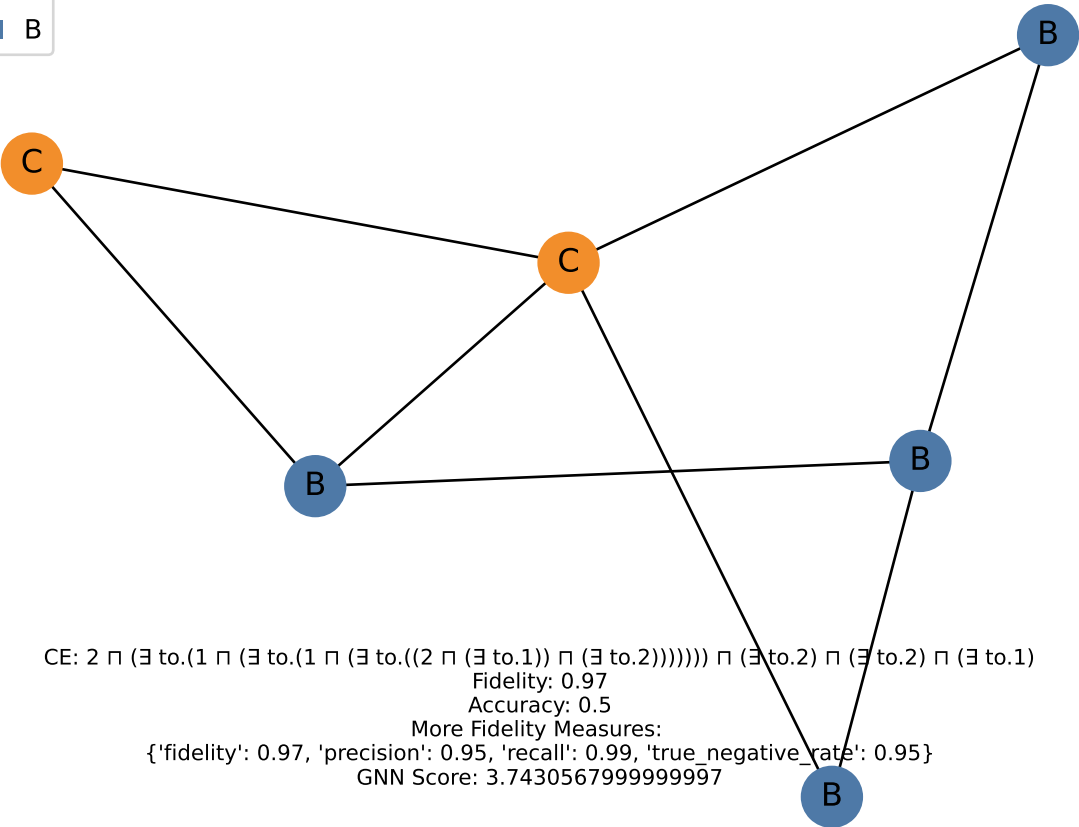 B
B
C
C
B
B
CE: 2 ⊓ (∃ to.(1 ⊓ (∃ to.(1 ⊓ (∃ to.((2 ⊓ (∃ to.1)) ⊓ (∃ to.2))))))) ⊓ (∃ to.2) ⊓ (∃ to.2) ⊓ (∃ to.1)
Fidelity: 0.97
Accuracy: 0.5
More Fidelity Measures:
{'fidelity': 0.97, 'precision': 0.95, 'recall': 0.99, 'true_negative_rate': 0.95}
GNN Score: 3.7430567999999997
B